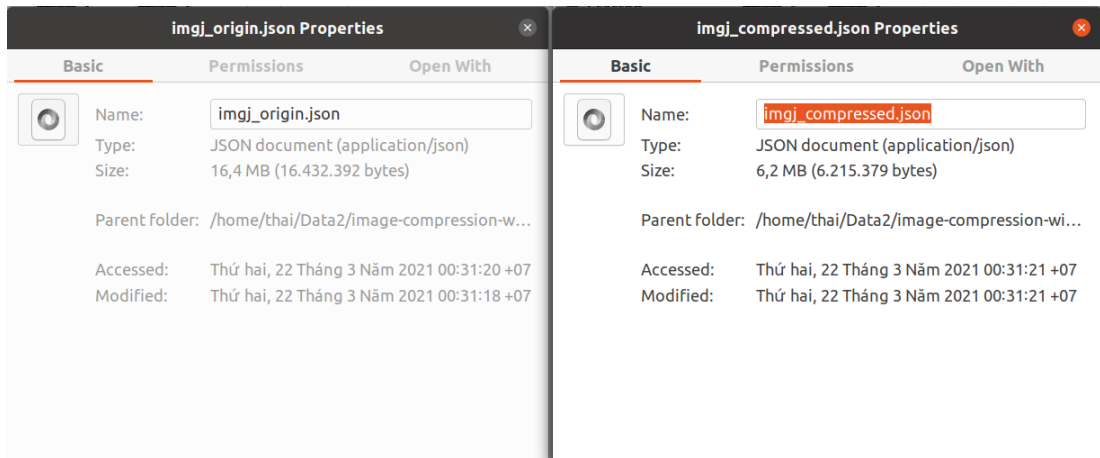 imgj_origin.json Properties
Basic Permissions Open With
Name: imgj_origin.json
Type: JSON document (application/json)
Size: 16,4 MB (16.432.392 bytes)
Parent folder: /home/thai/Data2/image-compression-w…
Accessed: Thứ hai, 22 Tháng 3 Năm 2021 00:31:20 +07
Modified: Thứ hai, 22 Tháng 3 Năm 2021 00:31:18 +07
imgj_compressed.json Properties
Basic Permissions Open With
Name: imgj_compressed.json
Type: JSON document (application/json)
Size: 6,2 MB (6.215.379 bytes)
Parent folder: /home/thai/Data2/image-compression-wi…
Accessed: Thứ hai, 22 Tháng 3 Năm 2021 00:31:21 +07
Modified: Thứ hai, 22 Tháng 3 Năm 2021 00:31:21 +07